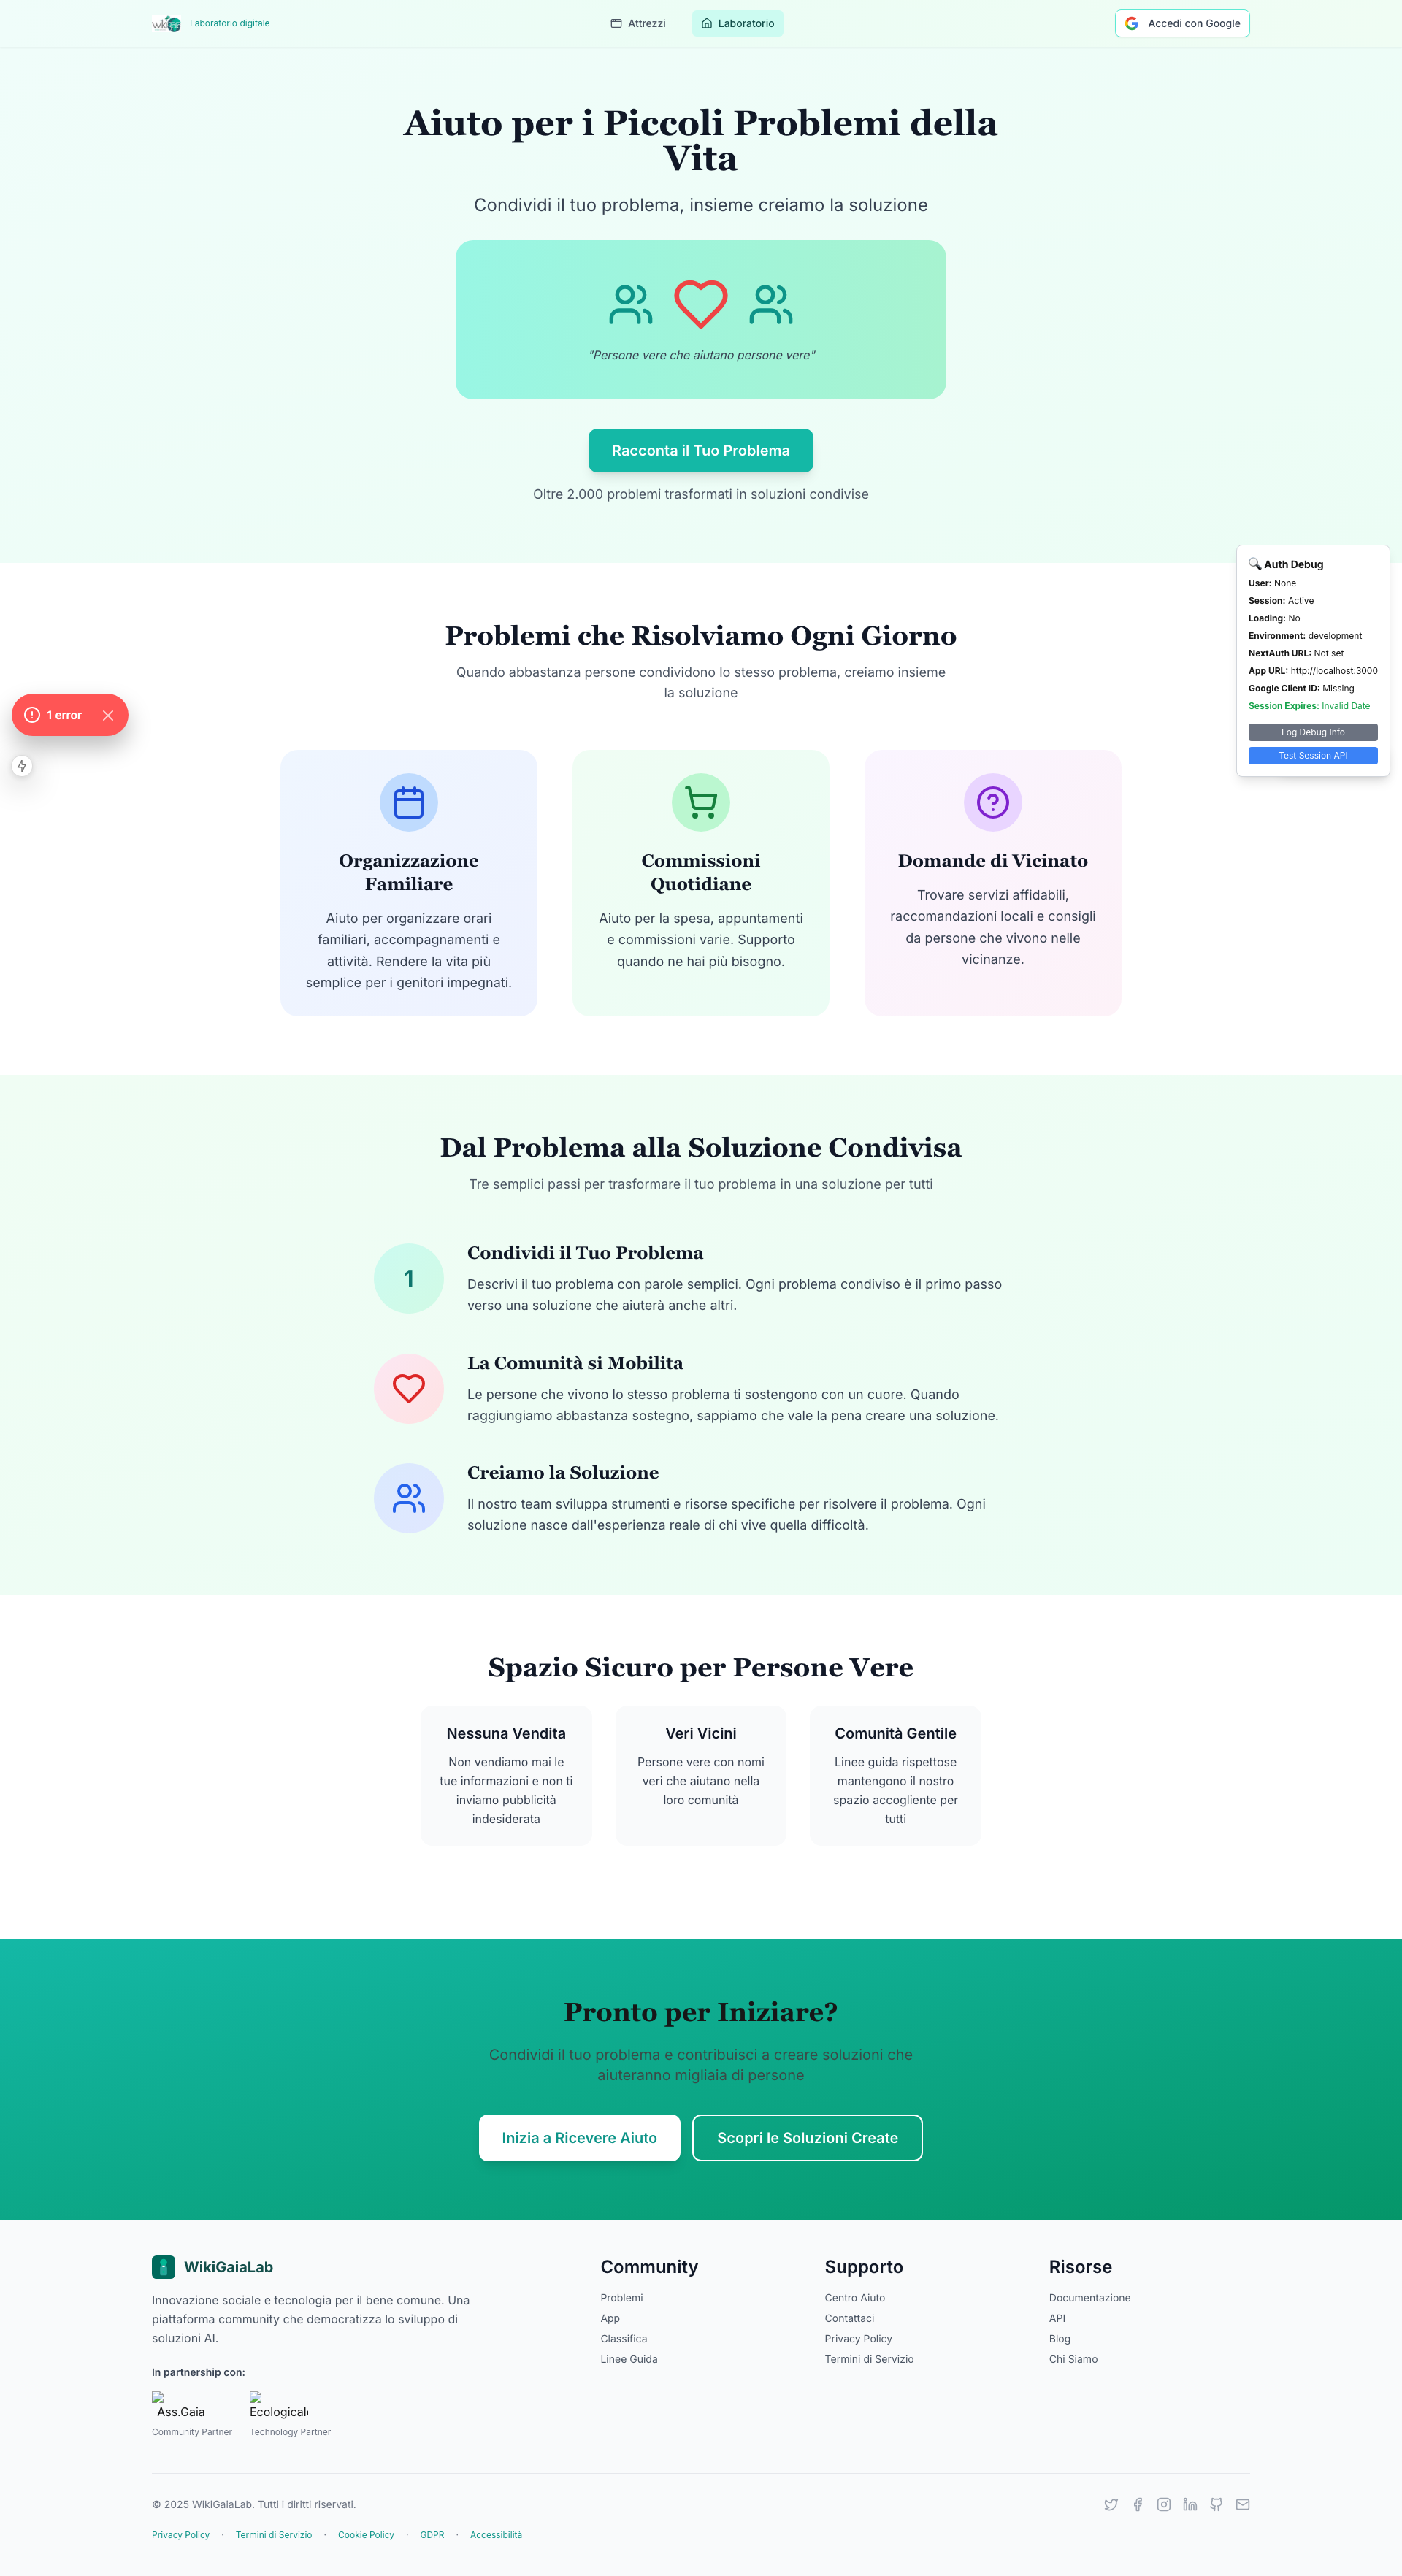 Laboratorio digitale
Attrezzi
Laboratorio
Accedi con Google
Aiuto per i Piccoli Problemi della
Vita
Condividi il tuo problema, insieme creiamo la soluzione
"Persone vere che aiutano persone vere"
Racconta il Tuo Problema
Oltre 2.000 problemi trasformati in soluzioni condivise
Auth Debug
User: None
Session: Active
Loading: No
Environment: development
NextAuth URL: Not set
App URL: http://localhost:3000
Google Client ID: Missing
Session Expires: Invalid Date
Log Debug Info
Test Session API
1 error
Problemi che Risolviamo Ogni Giorno
Quando abbastanza persone condividono lo stesso problema, creiamo insieme
la soluzione
Organizzazione
Familiare
Aiuto per organizzare orari
familiari, accompagnamenti e
attività. Rendere la vita più
semplice per i genitori impegnati.
Commissioni
Quotidiane
Aiuto per la spesa, appuntamenti
e commissioni varie. Supporto
quando ne hai più bisogno.
Domande di Vicinato
Trovare servizi affidabili,
raccomandazioni locali e consigli
da persone che vivono nelle
vicinanze.
Dal Problema alla Soluzione Condivisa
Tre semplici passi per trasformare il tuo problema in una soluzione per tutti
1
Condividi il Tuo Problema
Descrivi il tuo problema con parole semplici. Ogni problema condiviso è il primo passo
verso una soluzione che aiuterà anche altri.
La Comunità si Mobilita
Le persone che vivono lo stesso problema ti sostengono con un cuore. Quando
raggiungiamo abbastanza sostegno, sappiamo che vale la pena creare una soluzione.
Creiamo la Soluzione
Il nostro team sviluppa strumenti e risorse specifiche per risolvere il problema. Ogni
soluzione nasce dall'esperienza reale di chi vive quella difficoltà.
Spazio Sicuro per Persone Vere
Nessuna Vendita
Non vendiamo mai le
tue informazioni e non ti
inviamo pubblicità
indesiderata
Veri Vicini
Persone vere con nomi
veri che aiutano nella
loro comunità
Comunità Gentile
Linee guida rispettose
mantengono il nostro
spazio accogliente per
tutti
Pronto per Iniziare?
Condividi il tuo problema e contribuisci a creare soluzioni che
aiuteranno migliaia di persone
Inizia a Ricevere Aiuto
Scopri le Soluzioni Create
WikiGaiaLab
Innovazione sociale e tecnologia per il bene comune. Una
piattaforma community che democratizza lo sviluppo di
soluzioni AI.
In partnership con:
Ass.Gaia
Community Partner
Technology Partner
Community
Problemi
App
Classifica
Linee Guida
Supporto
Centro Aiuto
Contattaci
Privacy Policy
Termini di Servizio
Risorse
Documentazione
API
Blog
Chi Siamo
© 2025 WikiGaiaLab. Tutti i diritti riservati.
Privacy Policy · Termini di Servizio · Cookie Policy · GDPR · Accessibilità